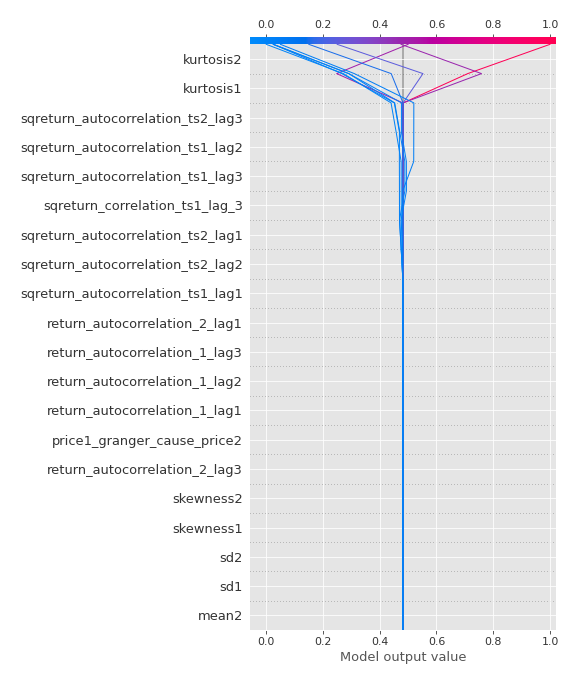 0.0 0.2 0.4 0.6 0.8 1.0
kurtosis2
kurtosis1
sqreturn_autocorrelation_ts2_lag3
sqreturn_autocorrelation_ts1_lag2
sqreturn_autocorrelation_ts1_lag3
sqreturn_correlation_ts1_lag_3
sqreturn_autocorrelation_ts2_lag1
sqreturn_autocorrelation_ts2_lag2
sqreturn_autocorrelation_ts1_lag1
return_autocorrelation_2_lag1
return_autocorrelation_1_lag3
return_autocorrelation_1_lag2
return_autocorrelation_1_lag1
price1_granger_cause_price2
return_autocorrelation_2_lag3
skewness2
skewness1
sd2
sd1
mean2
0.0 0.2 0.4 0.6 0.8 1.0
Model output value